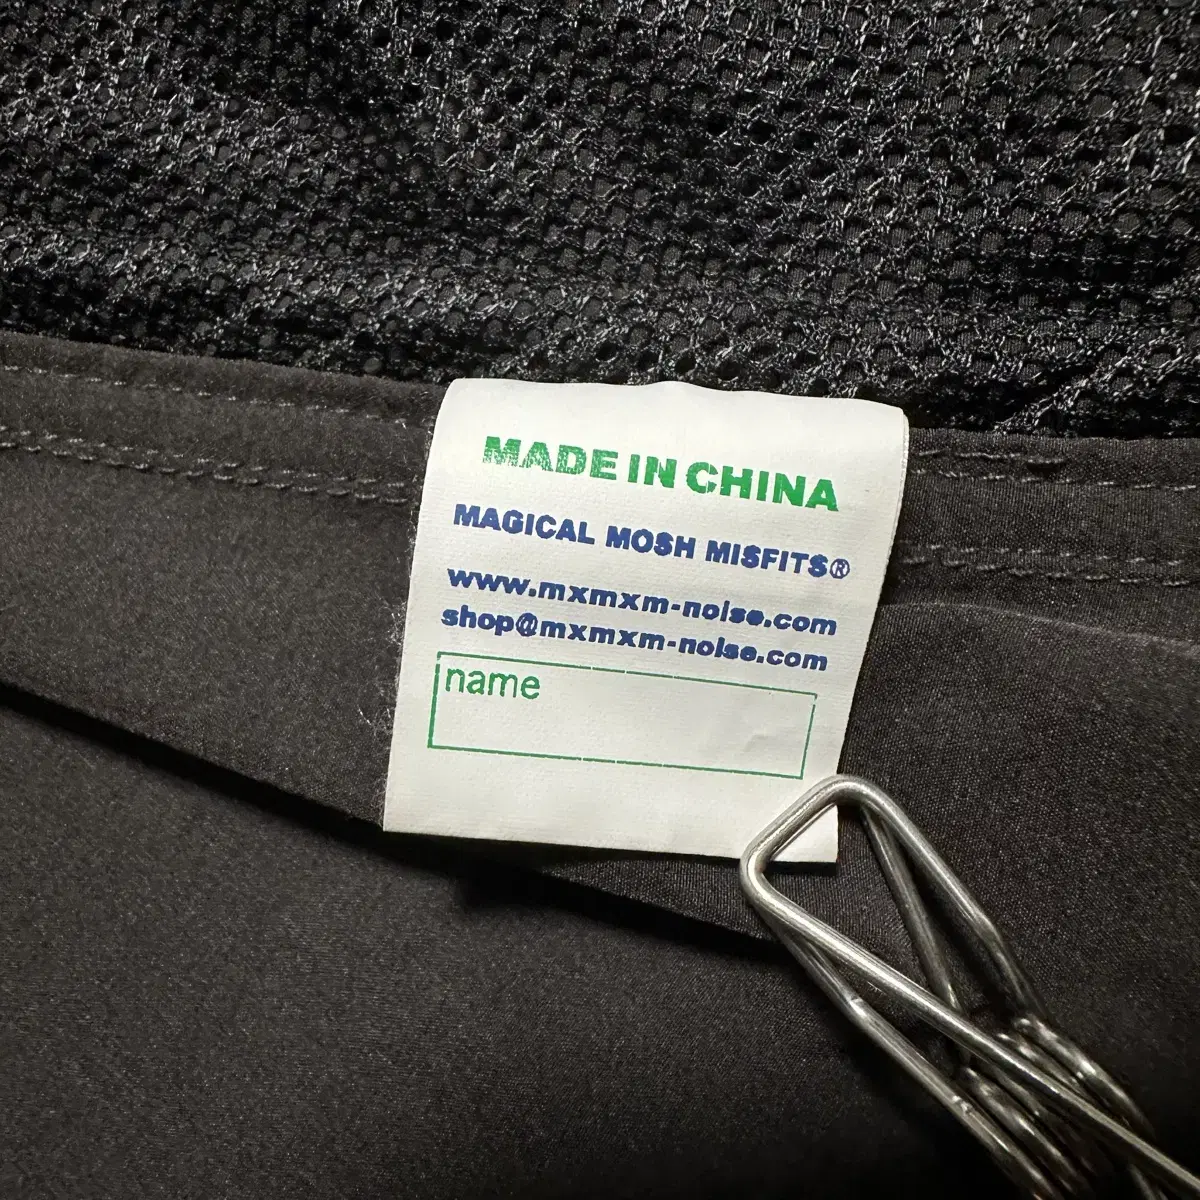 MADE IN CHINA
MAGICAL MOSH MISFITS®
www.mxmxm-noise.com
shop@mxmxm-noise.com
name